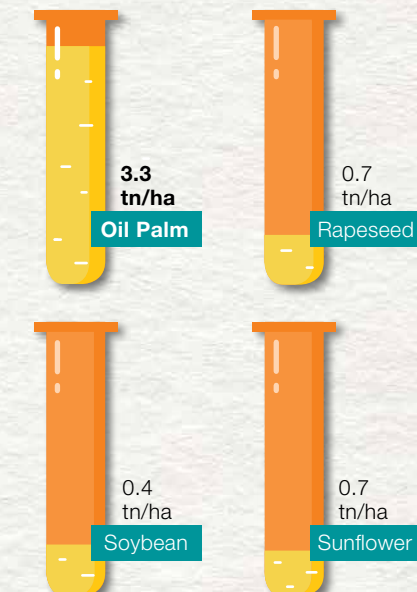 3.3
tn/ha
Oil Palm
0.7
tn/ha
Rapeseed
0.4
tn/ha
Soybean
0.7
tn/ha
Sunflower